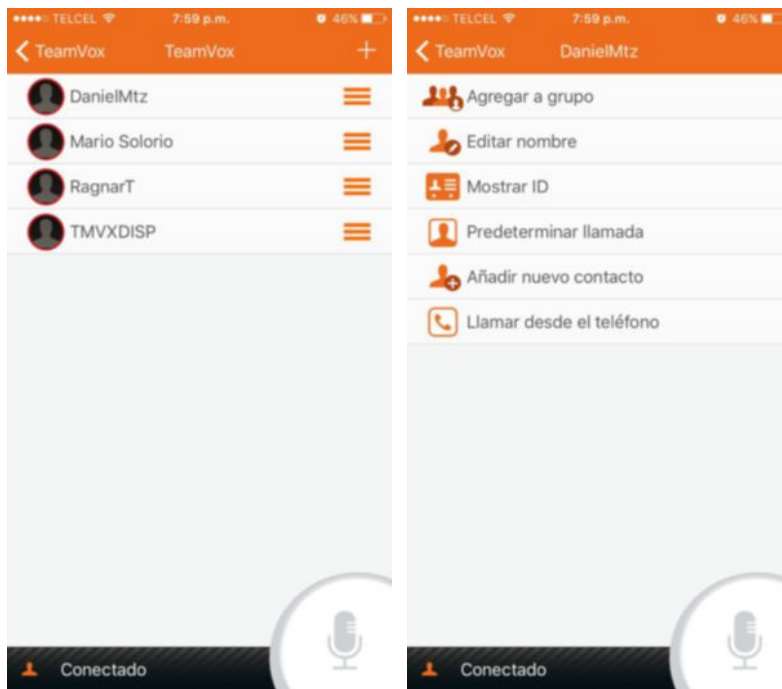 TELCEL 7:59 p.m. 46%
TeamVox TeamVox
DanielMtz
Mario Solorio
RagnarT
TMVXDISP
Conectado
TELCEL 7:59 p.m. 46%
TeamVox DanielMtz
Agregar a grupo
Editar nombre
Mostrar ID
Predeterminar llamada
Añadir nuevo contacto
Llamar desde el teléfono
Conectado